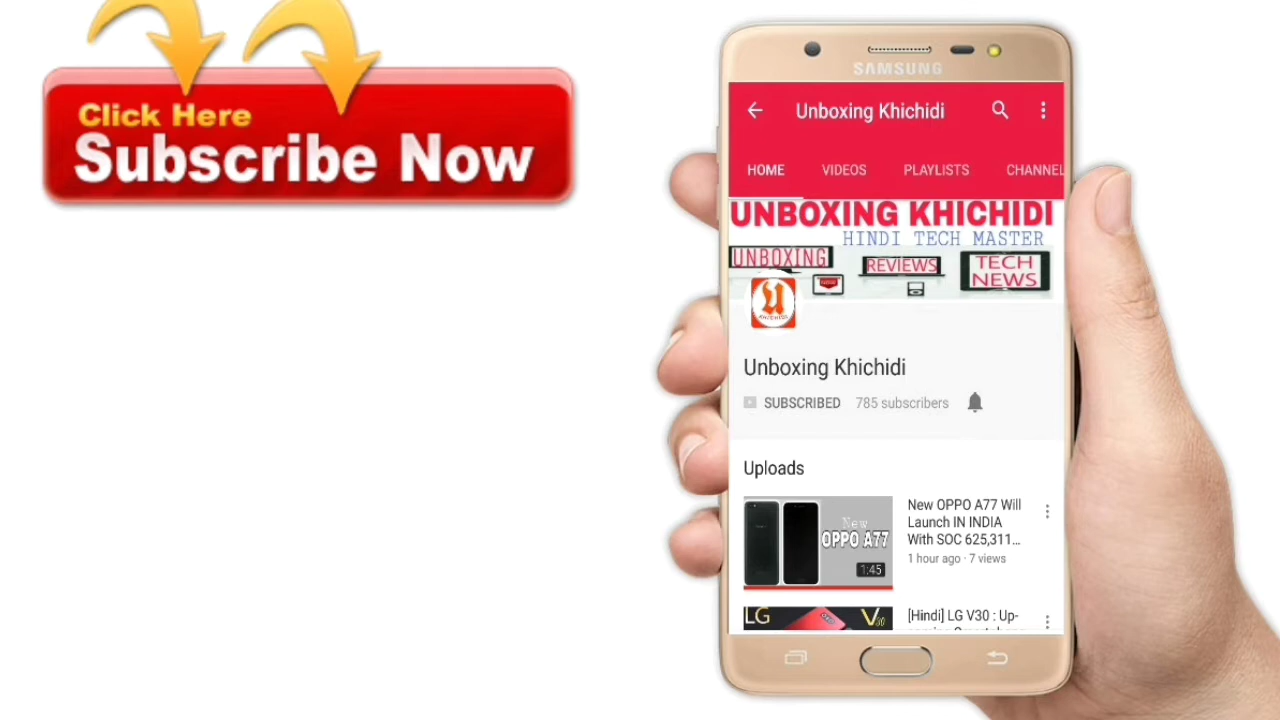 Click Here
Subscribe Now
SAMSUNG
Unboxing Khichidi
HOME VIDEOS PLAYLISTS CHANNEL
UNBOXING KHICHIDI
HINDI TECH MASTER
UNBOXING
REVIEWS
TECH
NEWS
U
KHICHIDI
Unboxing Khichidi
SUBSCRIBED 785 subscribers
Uploads
New
OPPO A77
1:45
New OPPO A77 Will
Launch IN INDIA
With SOC 625,311...
1 hour ago · 7 views
LG V30
[Hindi] LG V30 : Up-